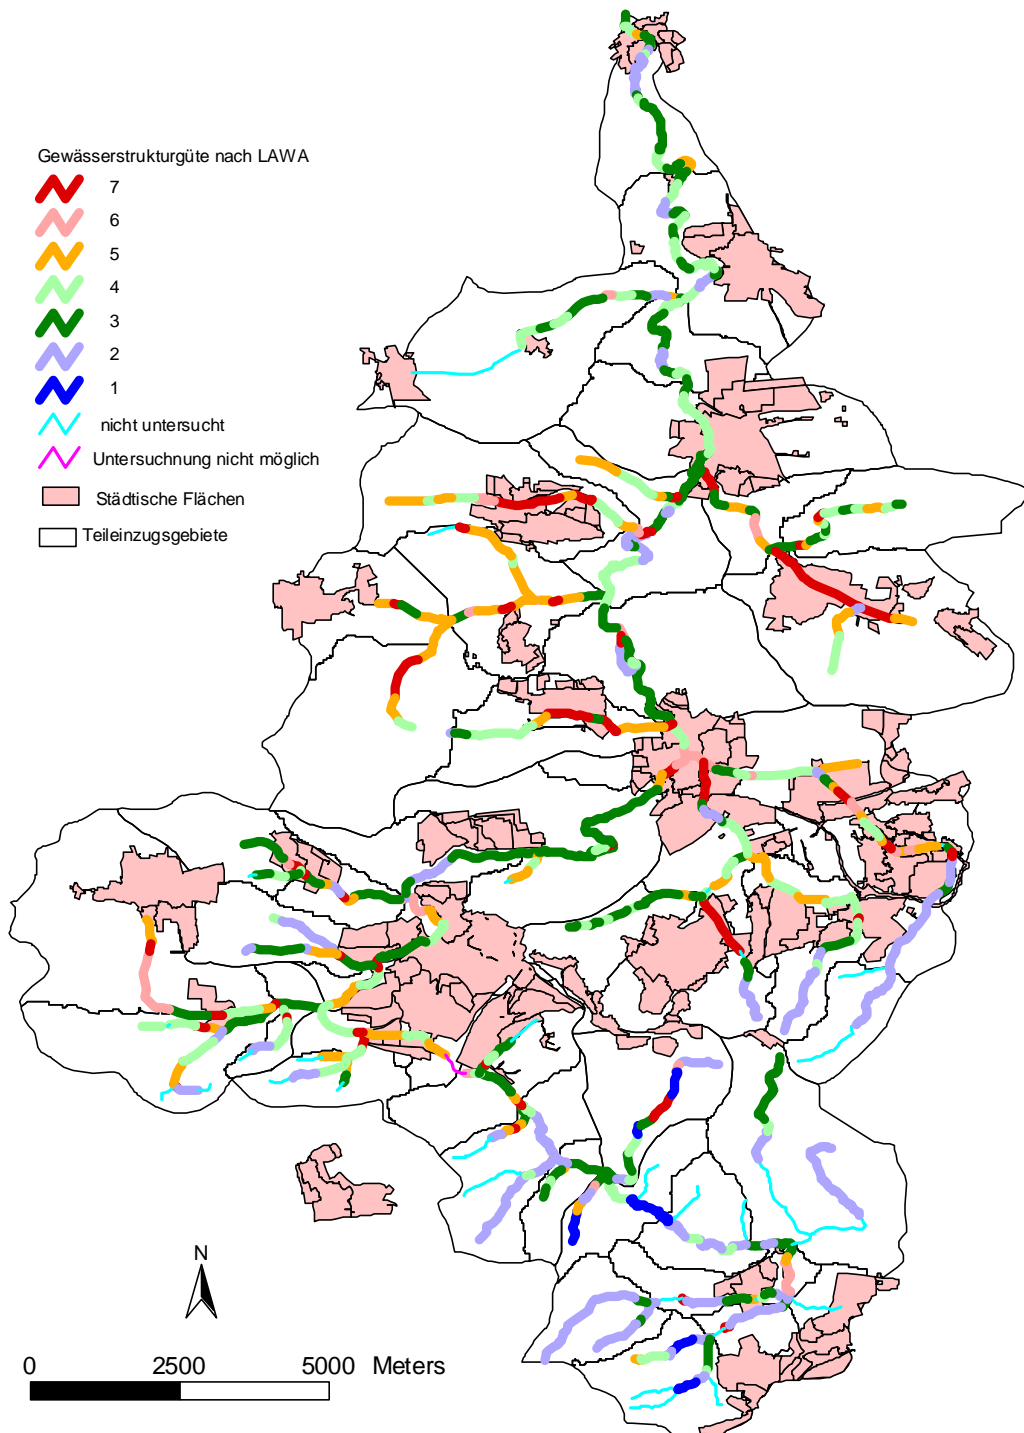 Gewässerstrukturgüte nach LAWA
7
6
5
4
3
2
1
nicht untersucht
Untersuchnung nicht möglich
Städtische Flächen
Teileinzugsgebiete
N
0 2500 5000 Meters